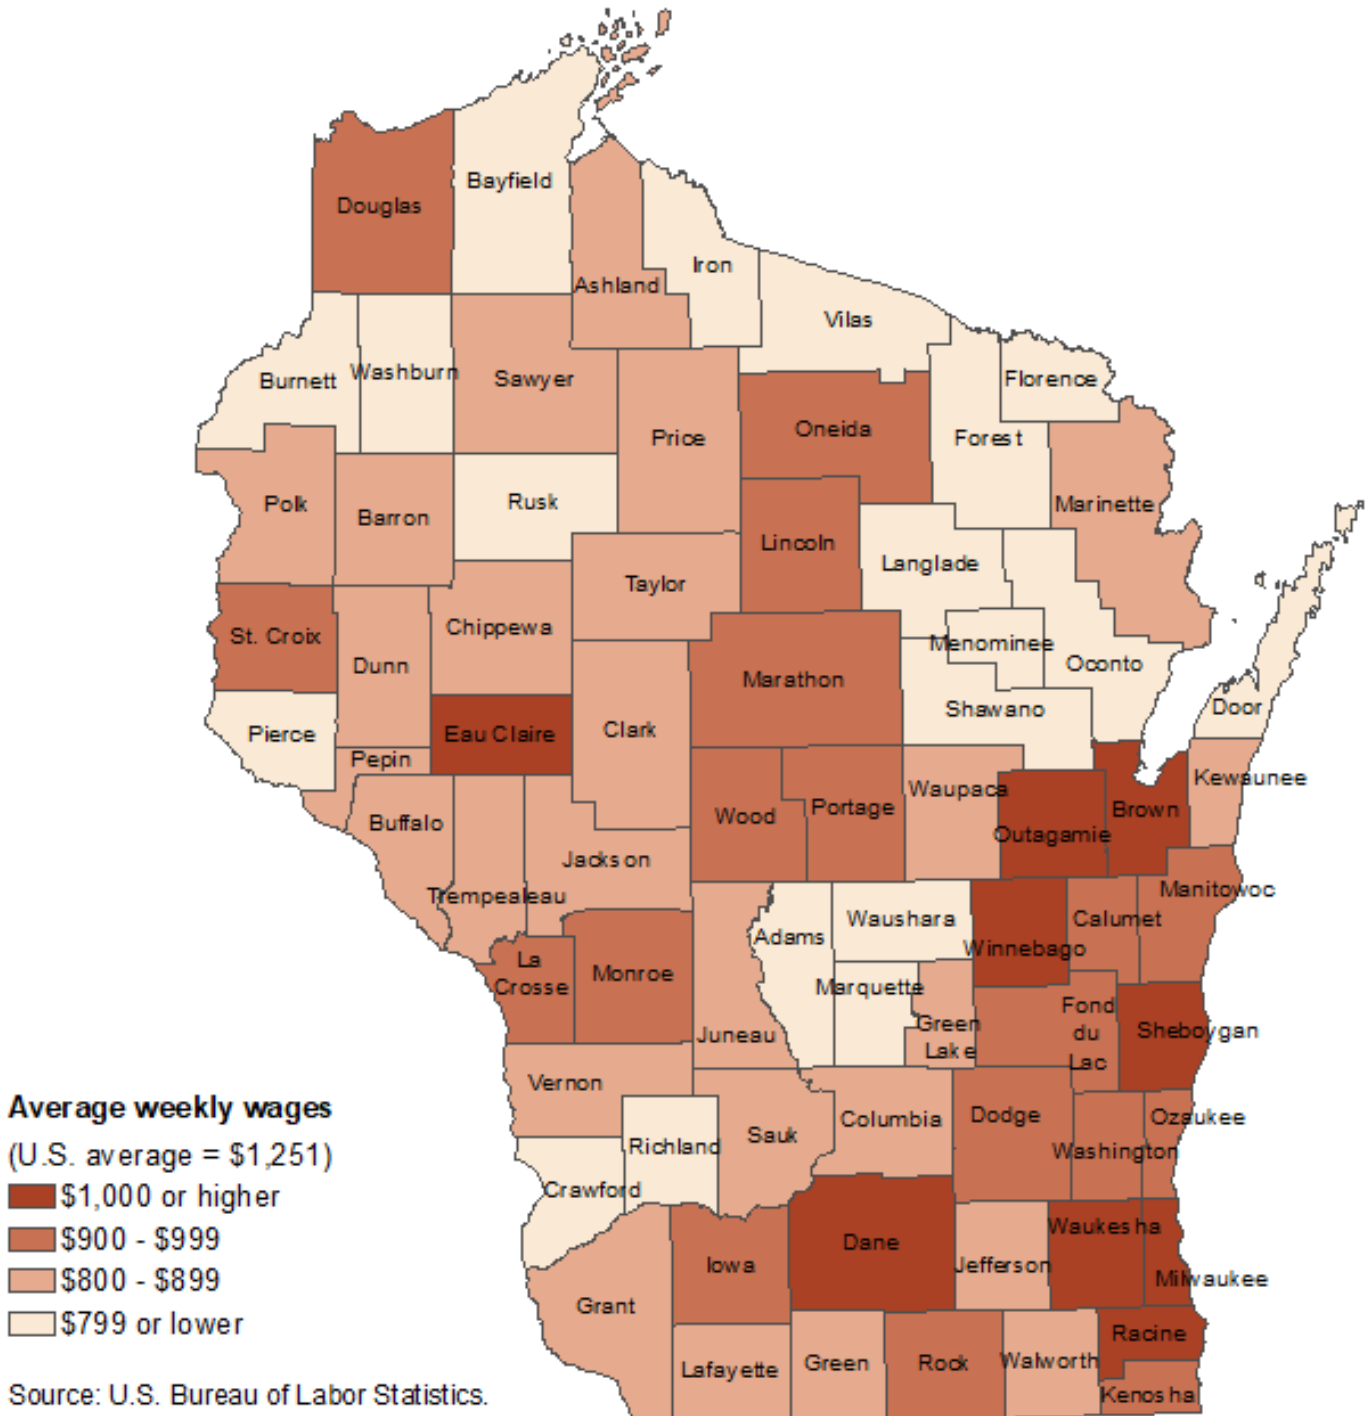 Douglas
Bayfield
Ashland
Iron
Vilas
Burnett
Washburn
Sawyer
Price
Oneida
Forest
Florence
Marinette
Polk
Barron
Rusk
Lincoln
Langlade
Taylor
St. Croix
Dunn
Chippewa
Marathon
Menominee
Oconto
Shawano
Door
Pierce
Pepin
Eau Claire
Clark
Buffalo
Trempealeau
Jackson
Wood
Portage
Waupaca
Outagamie
Brown
Kewaunee
La
Crosse
Monroe
Juneau
Adams
Waushara
Marquette
Green
Lake
Winnebago
Calumet
Manitowoc
Fond
du
Lac
Sheboygan
Vernon
Richland
Crawford
Sauk
Columbia
Dodge
Washington
Ozaukee
Grant
Iowa
Dane
Jefferson
Waukesha
Milwaukee
Lafayette
Green
Rock
Walworth
Racine
Kenosha
Average weekly wages
(U.S. average = $1,251)
$1,000 or higher
$900 - $999
$800 - $899
$799 or lower
Source: U.S. Bureau of Labor Statistics.